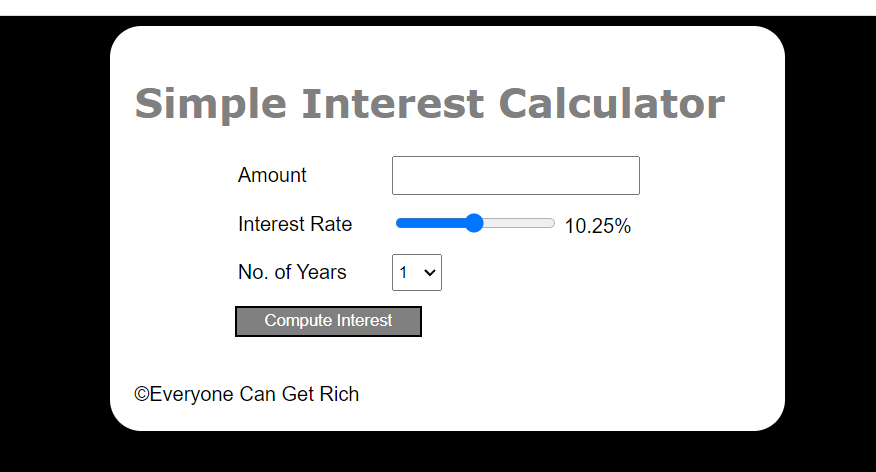 Simple Interest Calculator
Amount
Interest Rate 10.25%
No. of Years 1
Compute Interest
©Everyone Can Get Rich